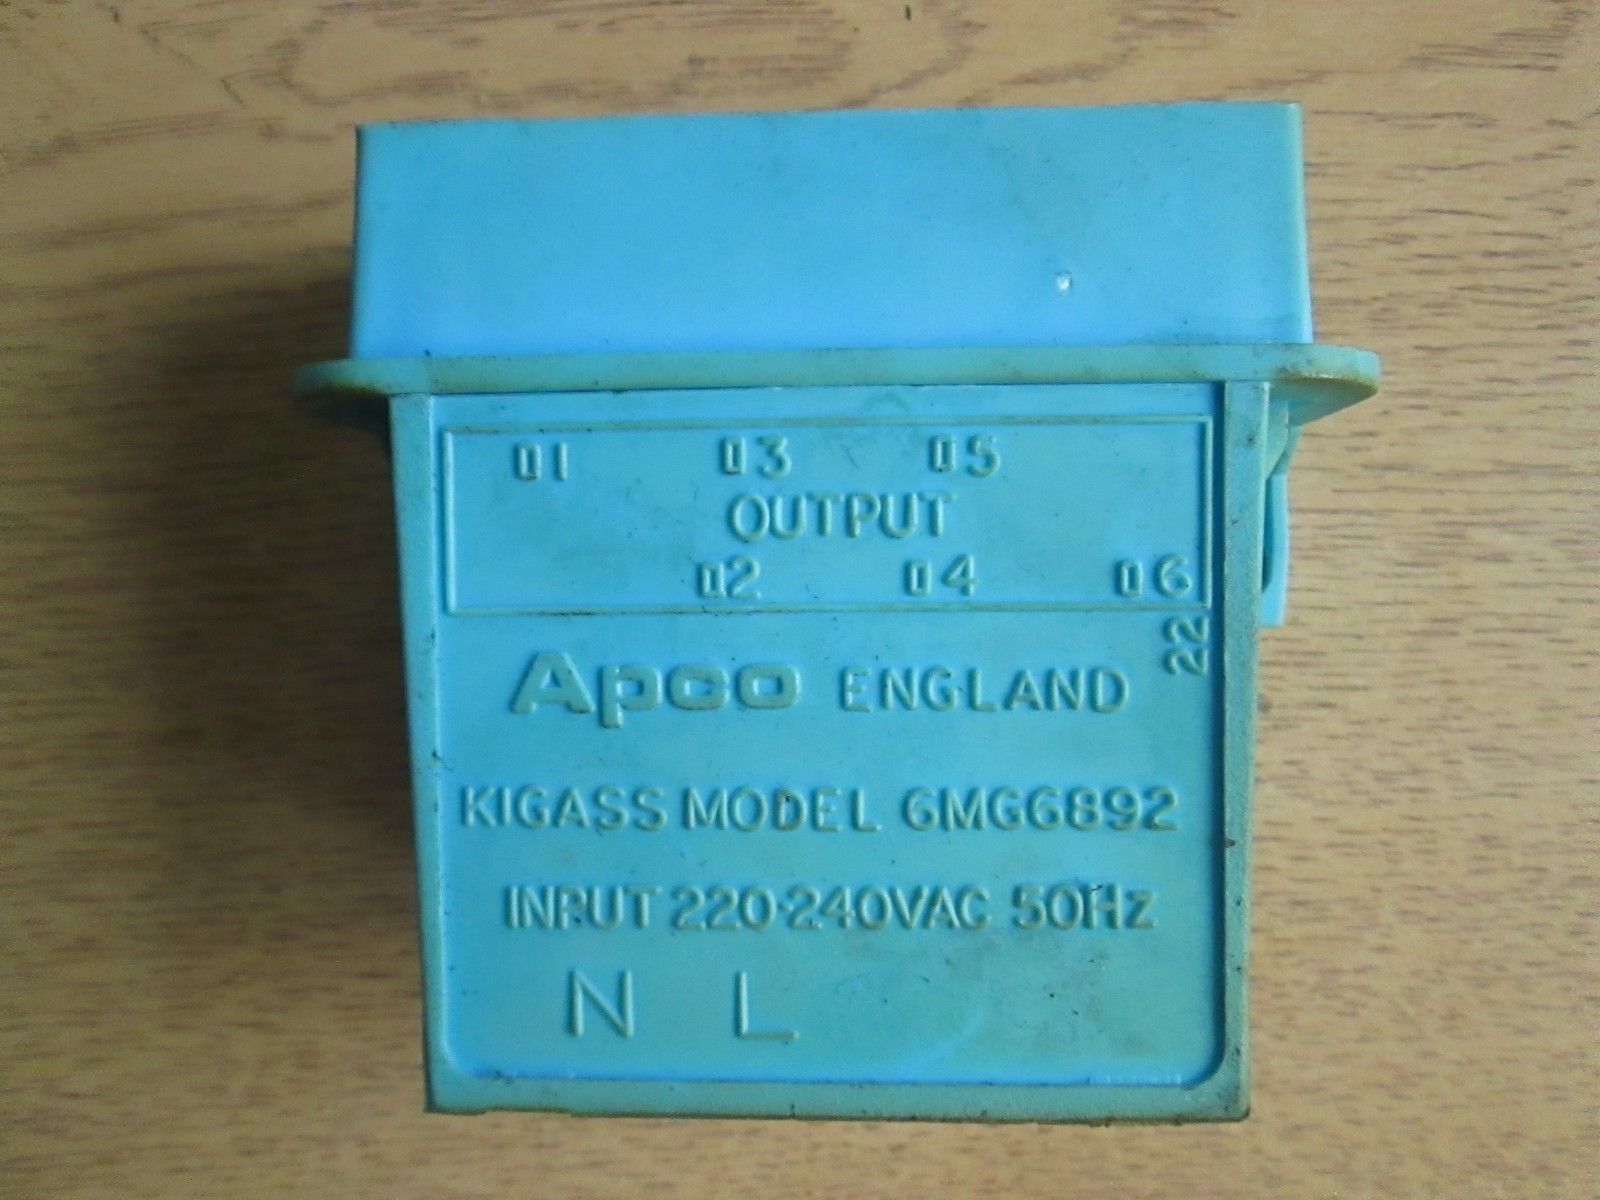 1 3 5
OUTPUT
2 4 6
22
Apco ENGLAND
KIGASS MODEL 6MG6892
INPUT 220-240VAC 50Hz
N L